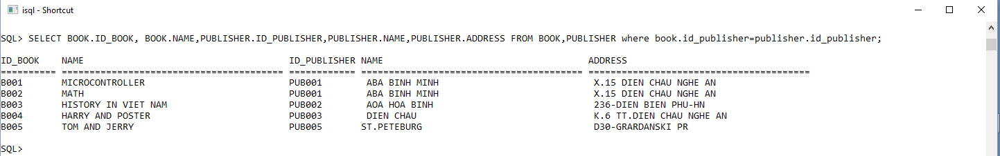 isql - Shortcut
SQL> SELECT BOOK.ID_BOOK, BOOK.NAME,PUBLISHER.ID_PUBLISHER,PUBLISHER.NAME,PUBLISHER.ADDRESS FROM BOOK,PUBLISHER where book.id_publisher=publisher.id_publisher;
ID_BOOK    NAME                                     ID_PUBLISHER NAME                                     ADDRESS
========== ======================================== ============ ======================================== ========================================
B001       MICROCONTROLLER                          PUB001        ABA BINH MINH                            X.15 DIEN CHAU NGHE AN
B002       MATH                                     PUB001        ABA BINH MINH                            X.15 DIEN CHAU NGHE AN
B003       HISTORY IN VIET NAM                      PUB002        AOA HOA BINH                             236-DIEN BIEN PHU-HN
B004       HARRY AND POSTER                         PUB003        DIEN CHAU                                K.6 TT.DIEN CHAU NGHE AN
B005       TOM AND JERRY                            PUB005       ST.PETEBURG                               D30-GRARDANSKI PR
SQL>